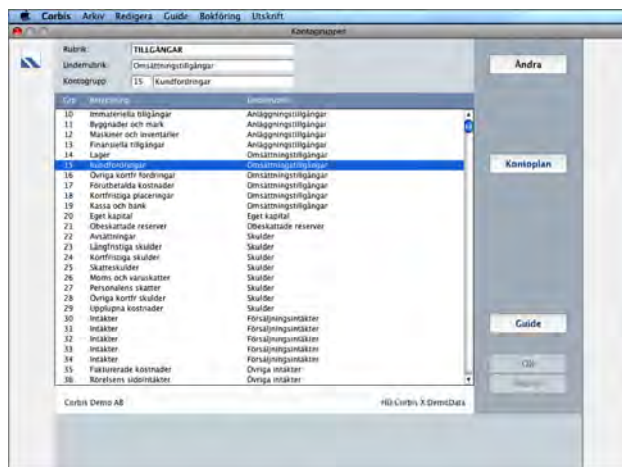 Corbis Arkiv Redigera Guide Bokföring Utskrift
Kontogrupper
Rubrik: TILLGÅNGAR
Underrubrik: Omsättningstillgångar Ändra
Kontogrupp 15 Kundfordringar
Grp Benämning Underrubrik
10 Immateriella tillgångar Anläggningstillgångar
11 Byggnader och mark Anläggningstillgångar
12 Maskiner och inventarier Anläggningstillgångar
13 Finansiella tillgångar Anläggningstillgångar
14 Lager Omsättningstillgångar
15 Kundfordringar Omsättningstillgångar Kontoplan
16 Övriga kortfr fordringar Omsättningstillgångar
17 Förutbetalda kostnader Omsättningstillgångar
18 Kortfristiga placeringar Omsättningstillgångar
19 Kassa och bank Omsättningstillgångar
20 Eget kapital Eget kapital
21 Obeskattade reserver Obeskattade reserver
22 Avsättningar Skulder
23 Långfristiga skulder Skulder
24 Kortfristiga skulder Skulder
25 Skatteskulder Skulder
26 Moms och varuskatter Skulder
27 Personalens skatter Skulder
28 Övriga kortfr skulder Skulder
29 Upplupna kostnader Skulder
30 Intäkter Försäljningsintäkter Guide
31 Intäkter Försäljningsintäkter
32 Intäkter Försäljningsintäkter
33 Intäkter Försäljningsintäkter
34 Intäkter Försäljningsintäkter
35 Fakturerade kostnader Övriga intäkter
36 Rörelsens sidointäkter Övriga intäkter
Corbis Demo AB HD:Corbis X:DemoData